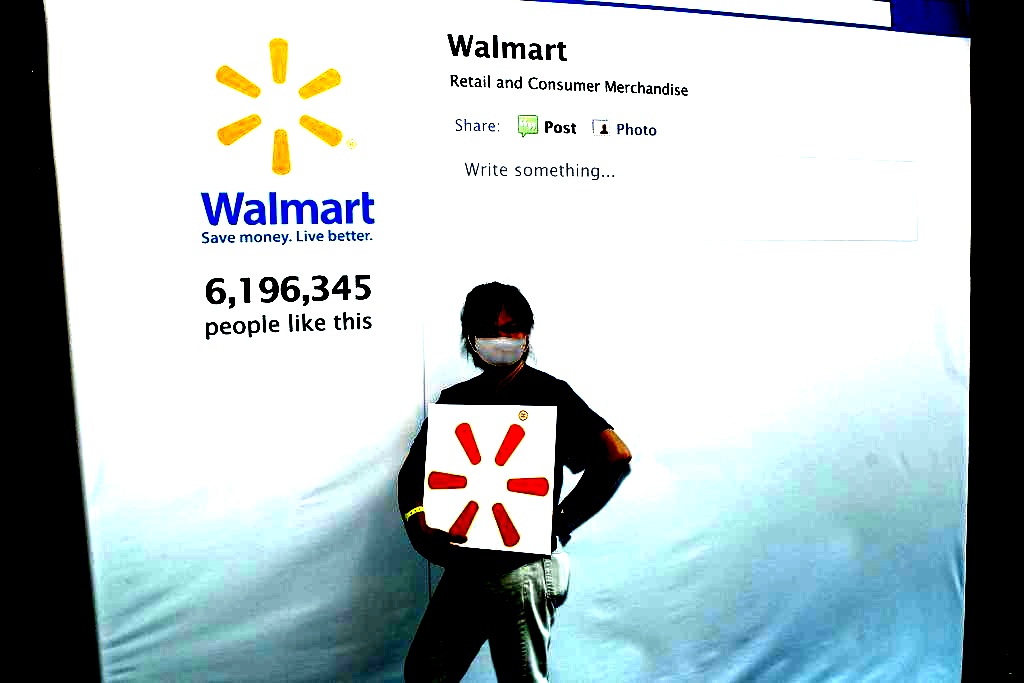 Walmart
Save money. Live better.
6,196,345
people like this
Walmart
Retail and Consumer Merchandise
Share: Post Photo
Write something...